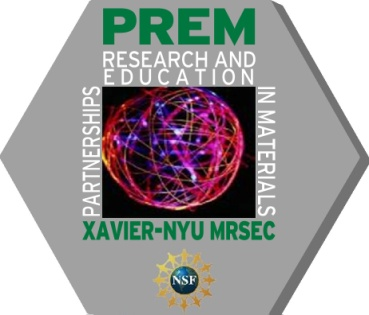 PREM
RESEARCH AND
EDUCATION
PARTNERSHIPS
IN MATERIALS
XAVIER-NYU MRSEC
NSF